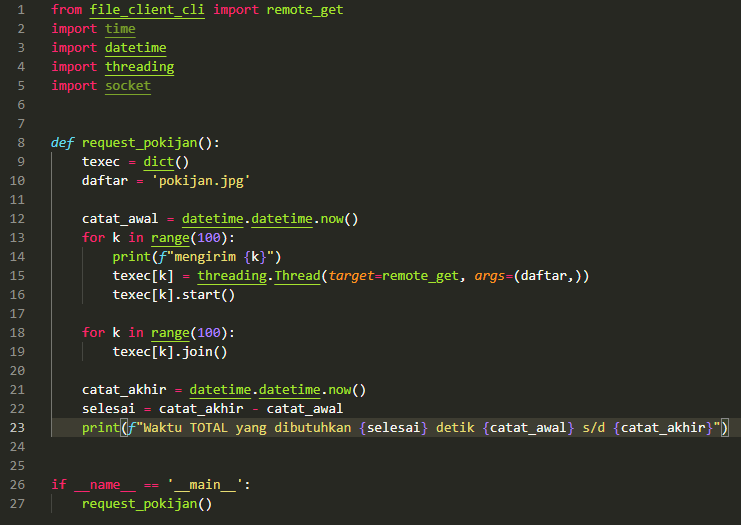 1 from file_client_cli import remote_get
2 import time
3 import datetime
4 import threading
5 import socket
6
7
8 def request_pokijan():
9     texec = dict()
10     daftar = 'pokijan.jpg'
11
12     catat_awal = datetime.datetime.now()
13     for k in range(100):
14         print(f"mengirim {k}")
15         texec[k] = threading.Thread(target=remote_get, args=(daftar,))
16         texec[k].start()
17
18     for k in range(100):
19         texec[k].join()
20
21     catat_akhir = datetime.datetime.now()
22     selesai = catat_akhir - catat_awal
23     print(f"Waktu TOTAL yang dibutuhkan {selesai} detik {catat_awal} s/d {catat_akhir}")
24
25
26 if __name__ == '__main__':
27     request_pokijan()